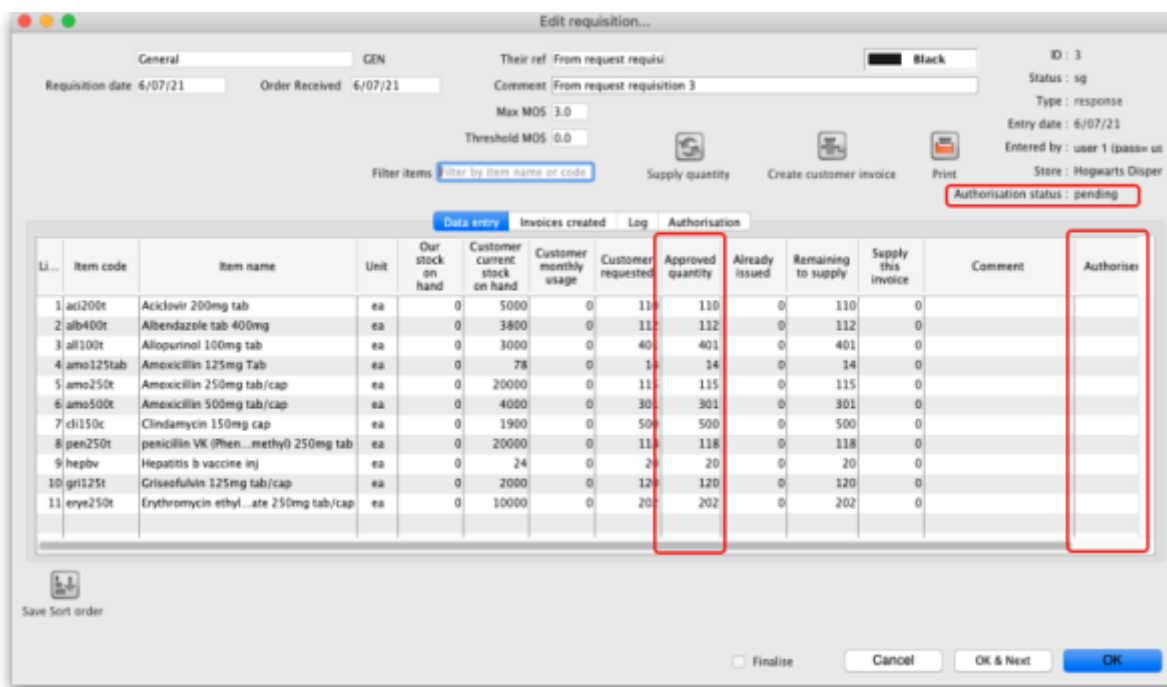 Edit requisition...
General GEN Their ref From request requisi Black ID : 3
Requisition date 6/07/21 Order Received 6/07/21 Comment From request requisition 3 Status : sg
Max MOS 3.0 Type : response
Threshold MOS 0.0 Entry date : 6/07/21
Entered by : user 1 (pass= us
Filter items Filter by item name or code Supply quantity Create customer invoice Print Store : Hogwarts Disper
Authorisation status : pending
Data entry Invoices created Log Authorisation
Li... Item code Item name Unit Our stock on hand Customer current stock on hand Customer monthly usage Customer requested Approved quantity Already issued Remaining to supply Supply this invoice Comment Authoriser
1 aci200t Aciclovir 200mg tab ea 0 5000 0 110 110 0 110 0
2 alb400t Albendazole tab 400mg ea 0 3800 0 112 112 0 112 0
3 all100t Allopurinol 100mg tab ea 0 3000 0 401 401 0 401 0
4 amo125tab Amoxicillin 125mg Tab ea 0 78 0 14 14 0 14 0
5 amo250t Amoxicillin 250mg tab/cap ea 0 20000 0 115 115 0 115 0
6 amo500t Amoxicillin 500mg tab/cap ea 0 4000 0 301 301 0 301 0
7 cli150c Clindamycin 150mg cap ea 0 1900 0 500 500 0 500 0
8 pen250t penicillin VK (Phen...methyl) 250mg tab ea 0 20000 0 118 118 0 118 0
9 hepbv Hepatitis b vaccine inj ea 0 24 0 20 20 0 20 0
10 gri125t Griseofulvin 125mg tab/cap ea 0 2000 0 120 120 0 120 0
11 erye250t Erythromycin ethyl...ate 250mg tab/cap ea 0 10000 0 202 202 0 202 0
Save Sort order
Finalise Cancel OK & Next OK